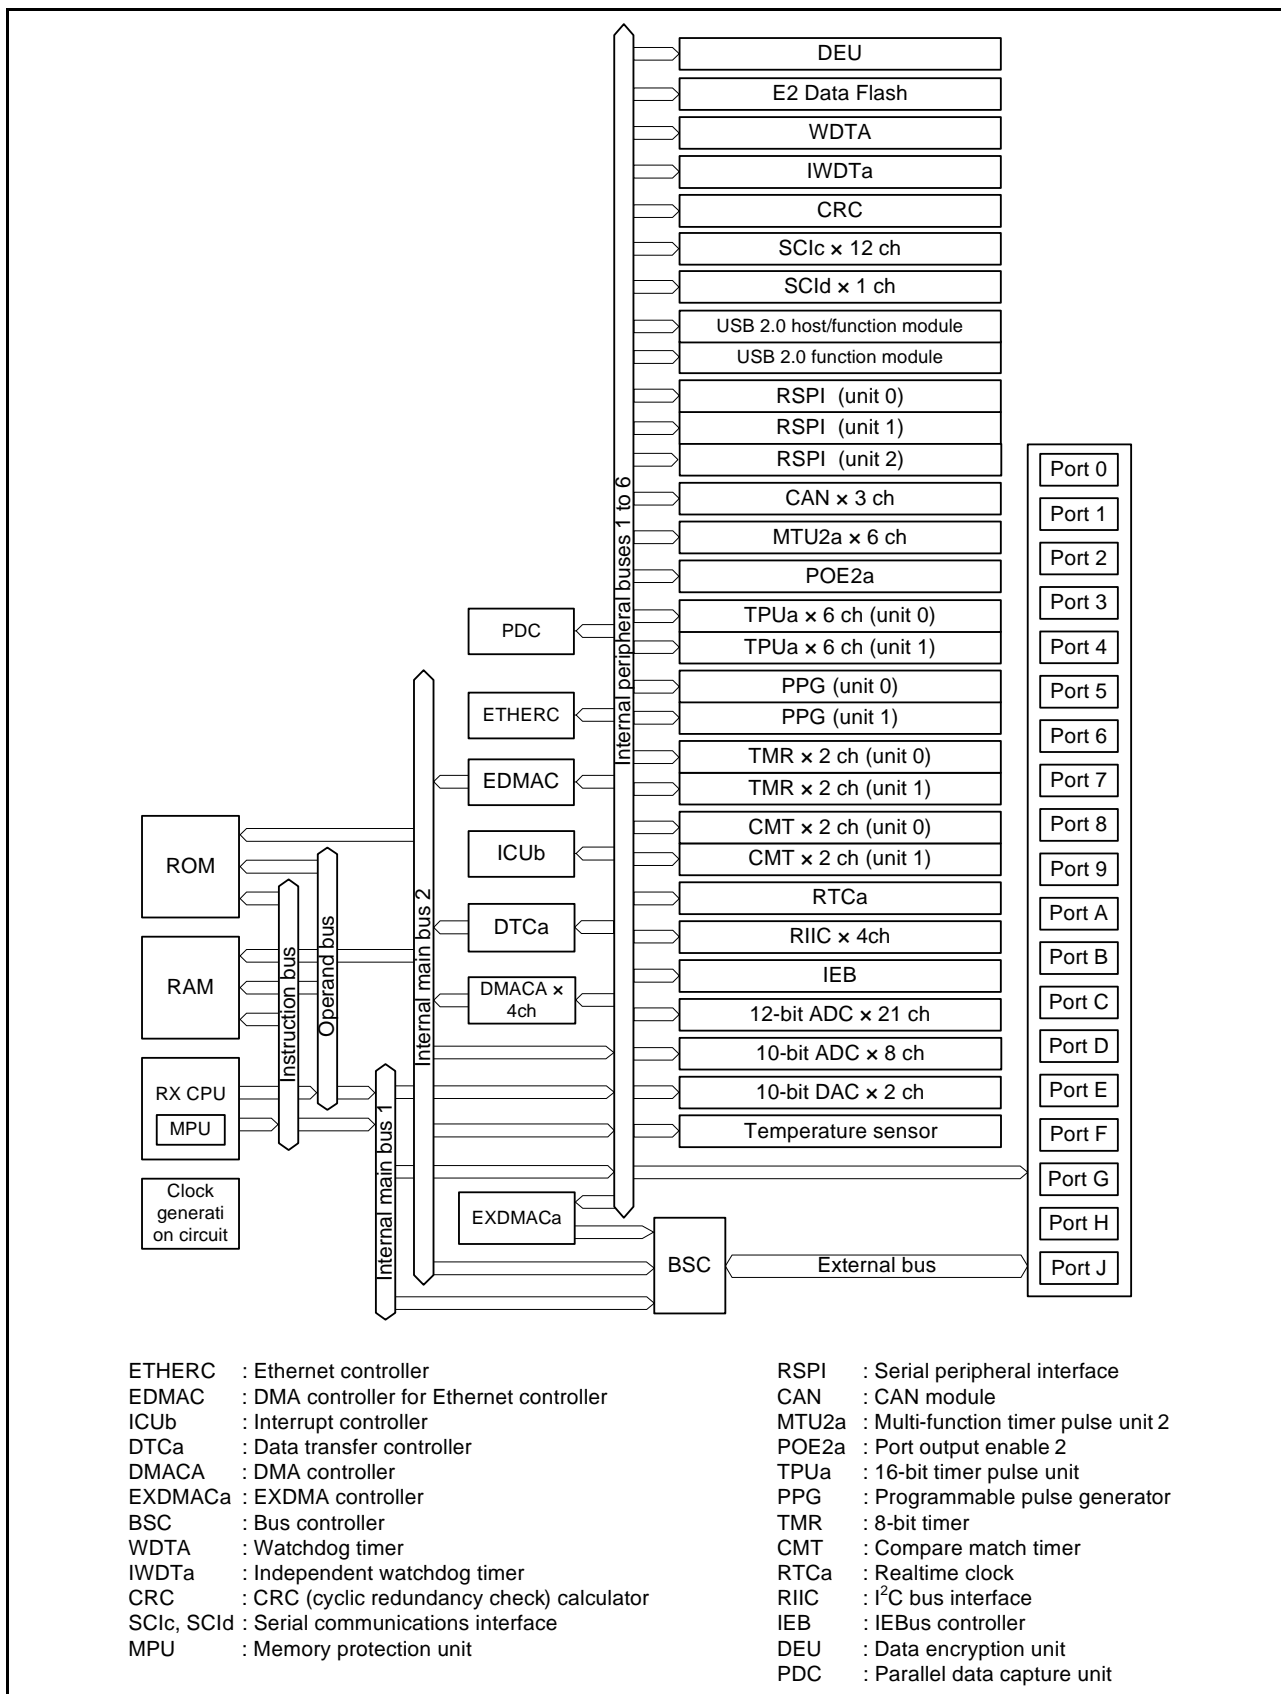 DEU
E2 Data Flash
WDTA
IWDTa
CRC
SCIc × 12 ch
SCId × 1 ch
USB 2.0 host/function module
USB 2.0 function module
RSPI (unit 0)
RSPI (unit 1)
RSPI (unit 2)
CAN × 3 ch
MTU2a × 6 ch
POE2a
TPUa × 6 ch (unit 0)
TPUa × 6 ch (unit 1)
PPG (unit 0)
PPG (unit 1)
TMR × 2 ch (unit 0)
TMR × 2 ch (unit 1)
CMT × 2 ch (unit 0)
CMT × 2 ch (unit 1)
RTCa
RIIC × 4ch
IEB
12-bit ADC × 21 ch
10-bit ADC × 8 ch
10-bit DAC × 2 ch
Temperature sensor
Port 0
Port 1
Port 2
Port 3
Port 4
Port 5
Port 6
Port 7
Port 8
Port 9
Port A
Port B
Port C
Port D
Port E
Port F
Port G
Port H
Port J
Internal peripheral buses 1 to 6
PDC
ETHERC
EDMAC
ICUb
DTCa
DMACA ×
4ch
EXDMACa
BSC
External bus
Internal main bus 2
Internal main bus 1
Operand bus
Instruction bus
ROM
RAM
RX CPU
MPU
Clock
generati
on circuit
ETHERC : Ethernet controller
EDMAC : DMA controller for Ethernet controller
ICUb : Interrupt controller
DTCa : Data transfer controller
DMACA : DMA controller
EXDMACa : EXDMA controller
BSC : Bus controller
WDTA : Watchdog timer
IWDTa : Independent watchdog timer
CRC : CRC (cyclic redundancy check) calculator
SCIc, SCId : Serial communications interface
MPU : Memory protection unit
RSPI : Serial peripheral interface
CAN : CAN module
MTU2a : Multi-function timer pulse unit 2
POE2a : Port output enable 2
TPUa : 16-bit timer pulse unit
PPG : Programmable pulse generator
TMR : 8-bit timer
CMT : Compare match timer
RTCa : Realtime clock
RIIC : I²C bus interface
IEB : IEBus controller
DEU : Data encryption unit
PDC : Parallel data capture unit